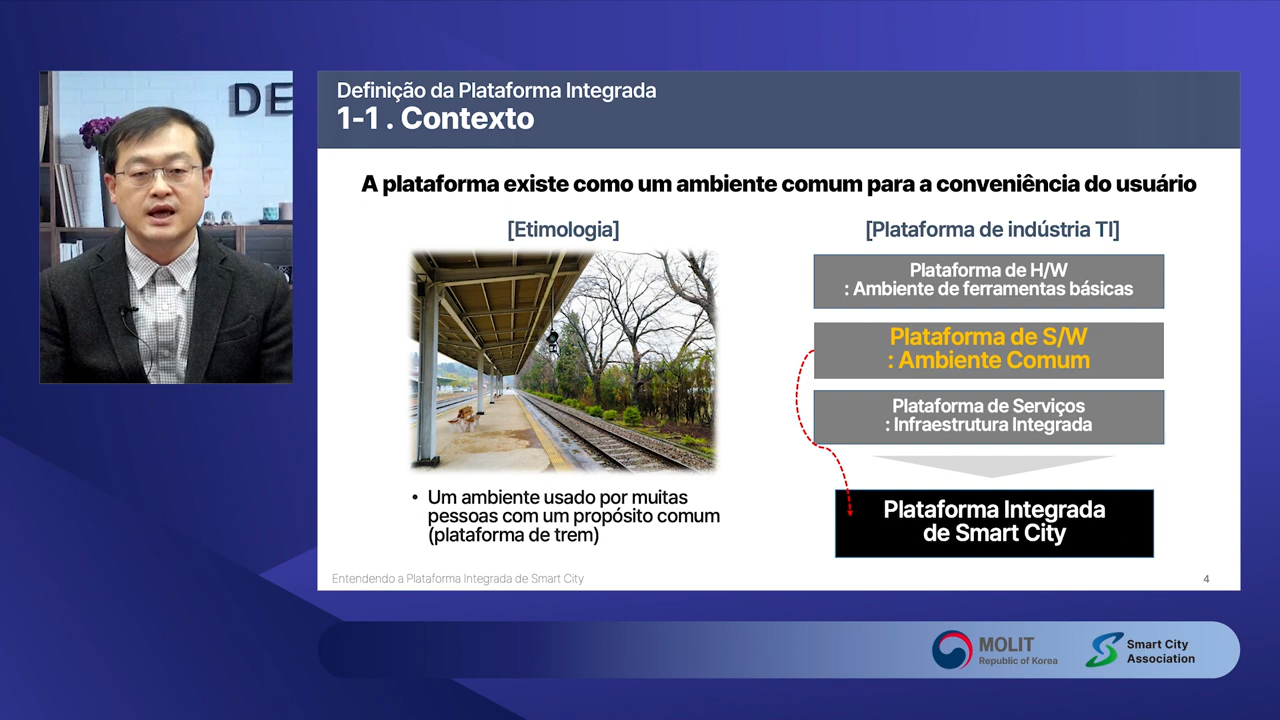 DE
Definição da Plataforma Integrada
1-1 . Contexto
A plataforma existe como um ambiente comum para a conveniência do usuário
[Etimologia]
• Um ambiente usado por muitas
pessoas com um propósito comum
(plataforma de trem)
[Plataforma de indústria TI]
Plataforma de H/W
: Ambiente de ferramentas básicas
Plataforma de S/W
: Ambiente Comum
Plataforma de Serviços
: Infraestrutura Integrada
Plataforma Integrada
de Smart City
Entendendo a Plataforma Integrada de Smart City
4
MOLIT
Republic of Korea
Smart City
Association